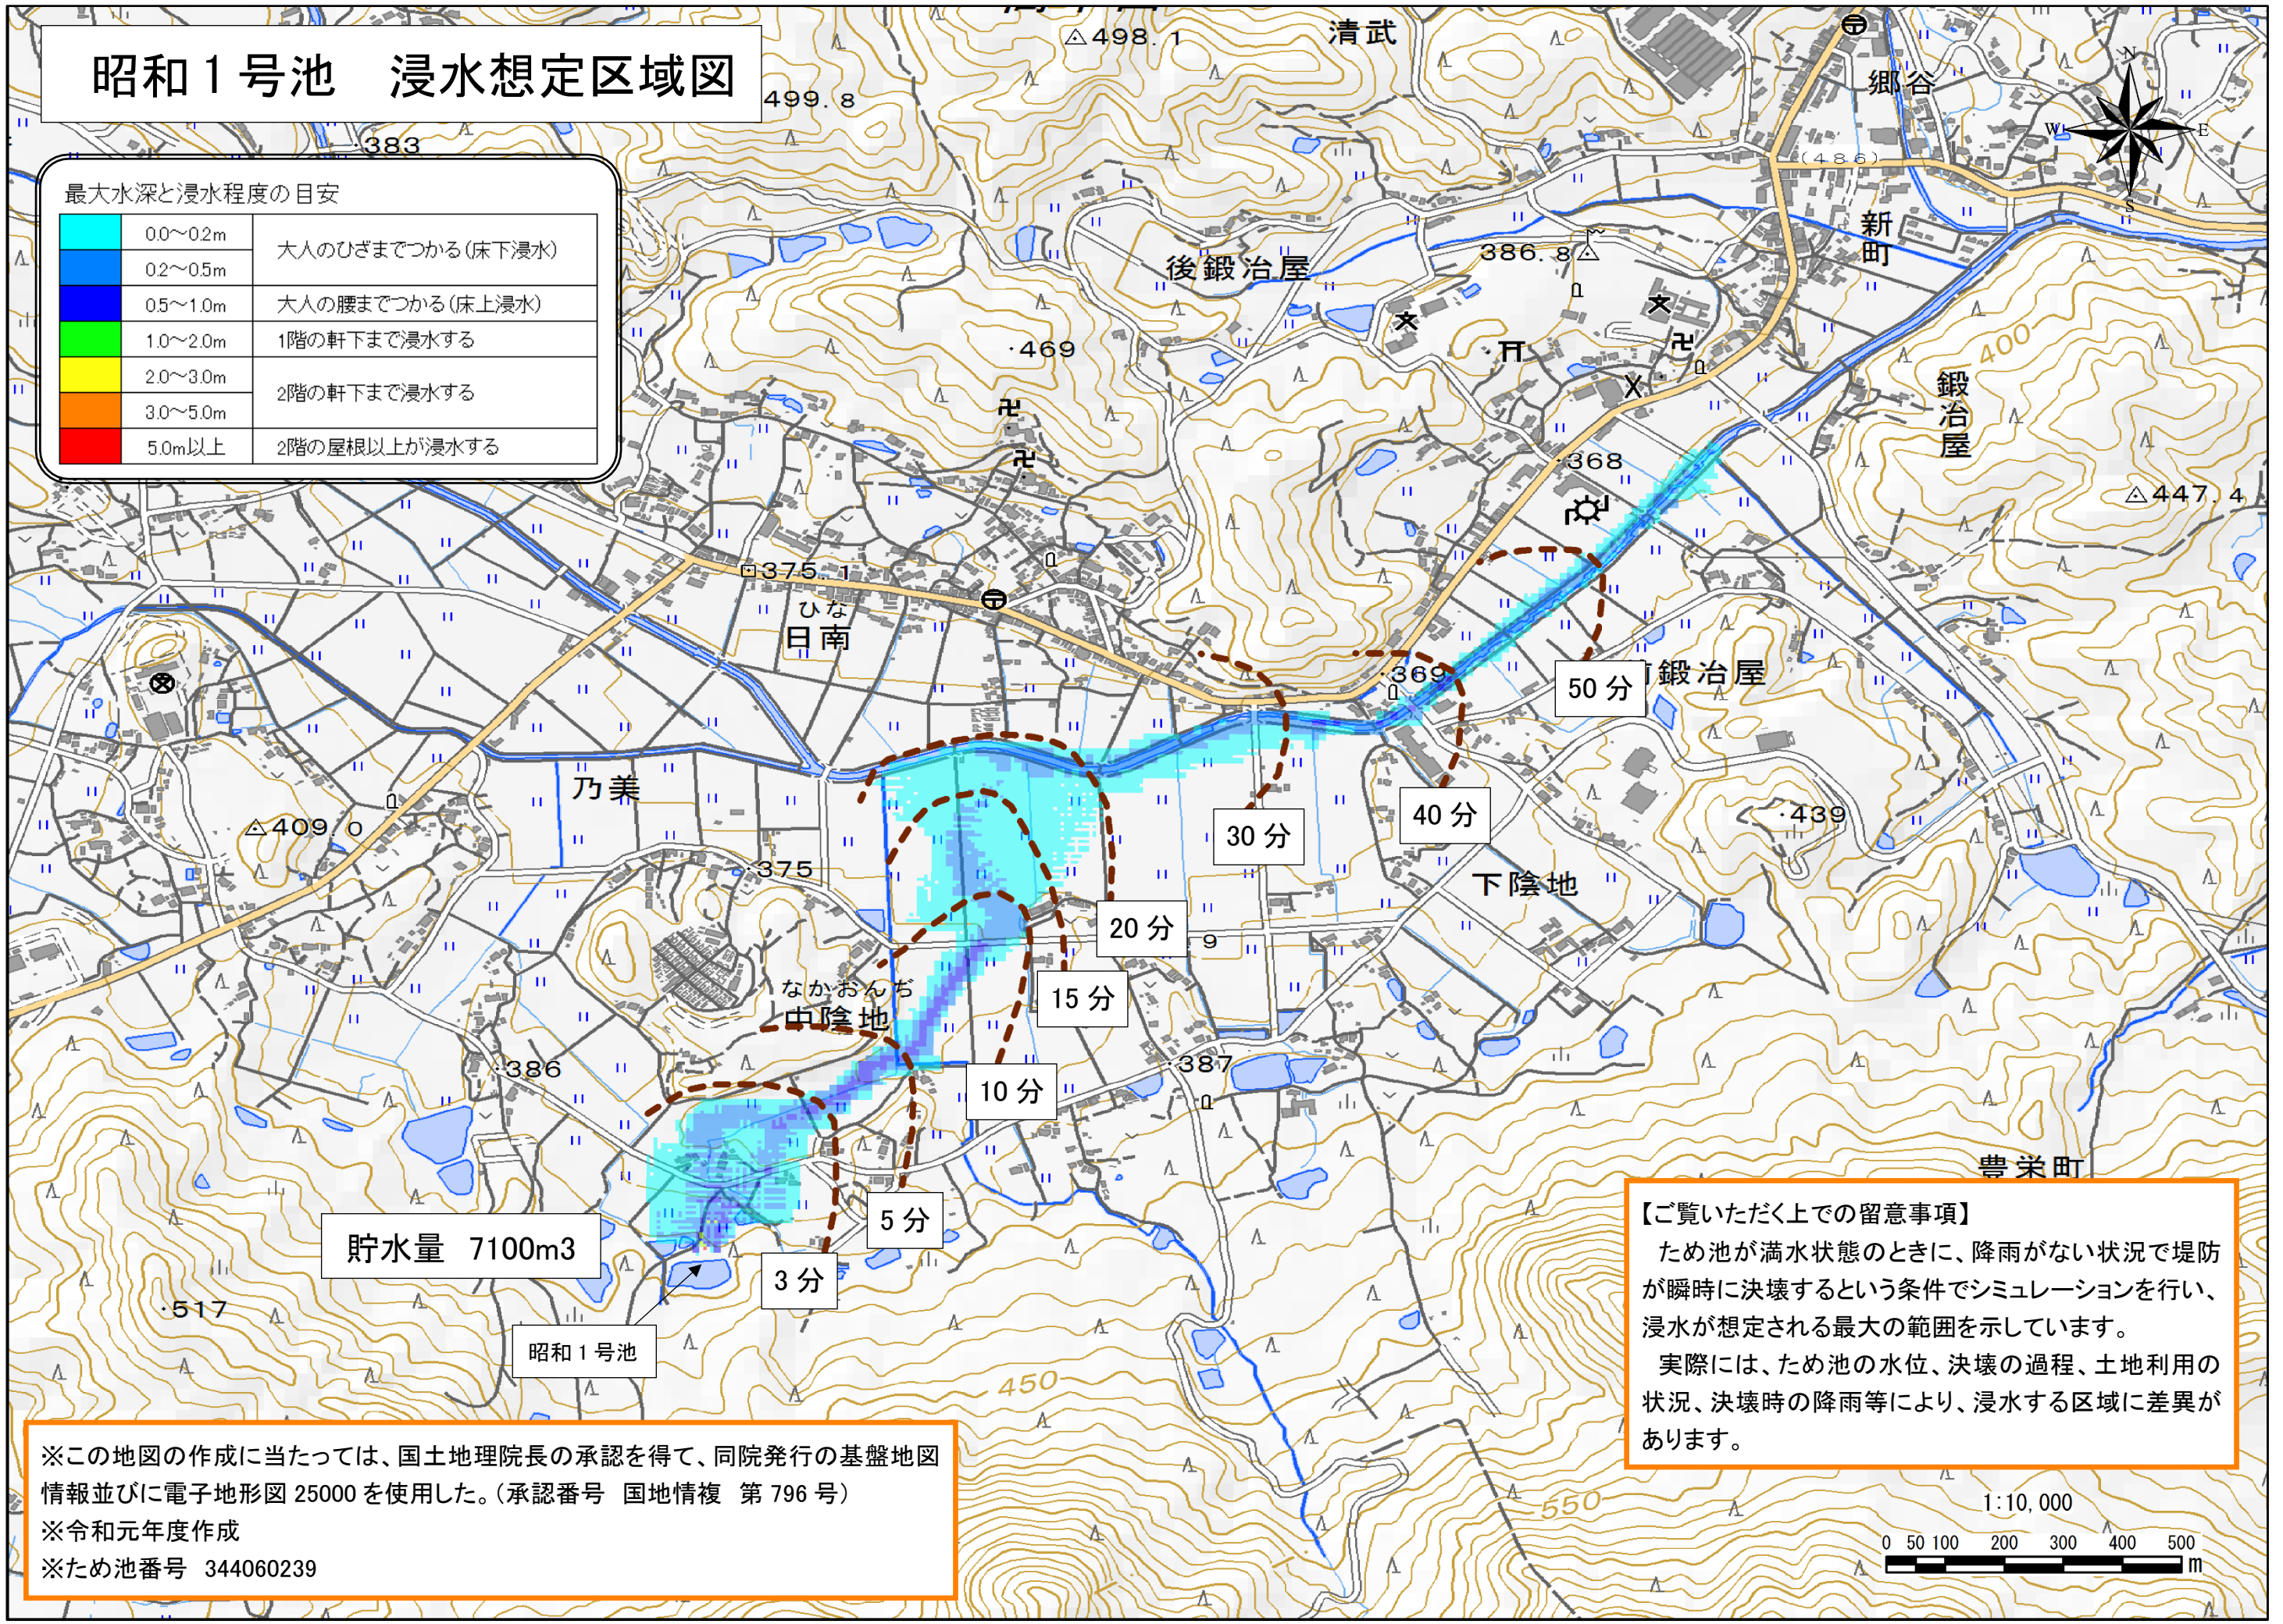 昭和１号池　浸水想定区域図
最大水深と浸水程度の目安
0.0～0.2m
大人のひざまでつかる(床下浸水)
0.2～0.5m
0.5～1.0m
大人の腰までつかる(床上浸水)
1.0～2.0m
1階の軒下まで浸水する
2.0～3.0m
2階の軒下まで浸水する
3.0～5.0m
5.0m以上
2階の屋根以上が浸水する
498.1
清武
499.8
383
郷谷
(486)
N
W
E
S
新町
386.8
後鍛冶屋
469
400
鍛冶屋
447.4
368
375.1
ひな
日南
369
50 分
鍛冶屋
乃美
409.0
375
30 分
40 分
439
下陰地
20 分
9
15 分
なかおんぢ
中陰地
386
10 分
387
5 分
3 分
貯水量　7100m3
517
昭和１号池
450
550
豊栄町
【ご覧いただく上での留意事項】
　ため池が満水状態のときに、降雨がない状況で堤防
が瞬時に決壊するという条件でシミュレーションを行い、
浸水が想定される最大の範囲を示しています。
　実際には、ため池の水位、決壊の過程、土地利用の
状況、決壊時の降雨等により、浸水する区域に差異が
あります。
※この地図の作成に当たっては、国土地理院長の承認を得て、同院発行の基盤地図
情報並びに電子地形図 25000 を使用した。（承認番号　国地情複　第 796 号）
※令和元年度作成
※ため池番号　344060239
1:10,000
0 50 100 200 300 400 500
m